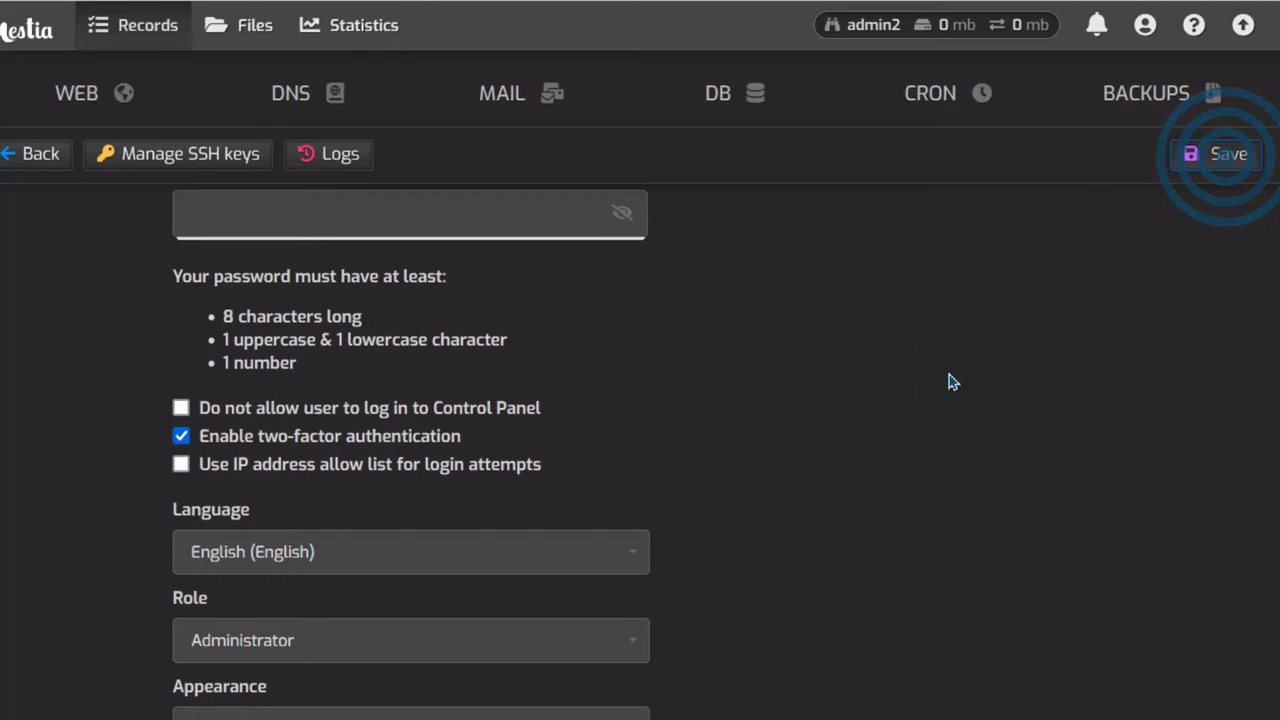 Hestia Records Files Statistics admin2 0 mb 0 mb
WEB DNS MAIL DB CRON BACKUPS
Back Manage SSH keys Logs Save
Your password must have at least:
• 8 characters long
• 1 uppercase & 1 lowercase character
• 1 number
Do not allow user to log in to Control Panel
Enable two-factor authentication
Use IP address allow list for login attempts
Language
English (English)
Role
Administrator
Appearance